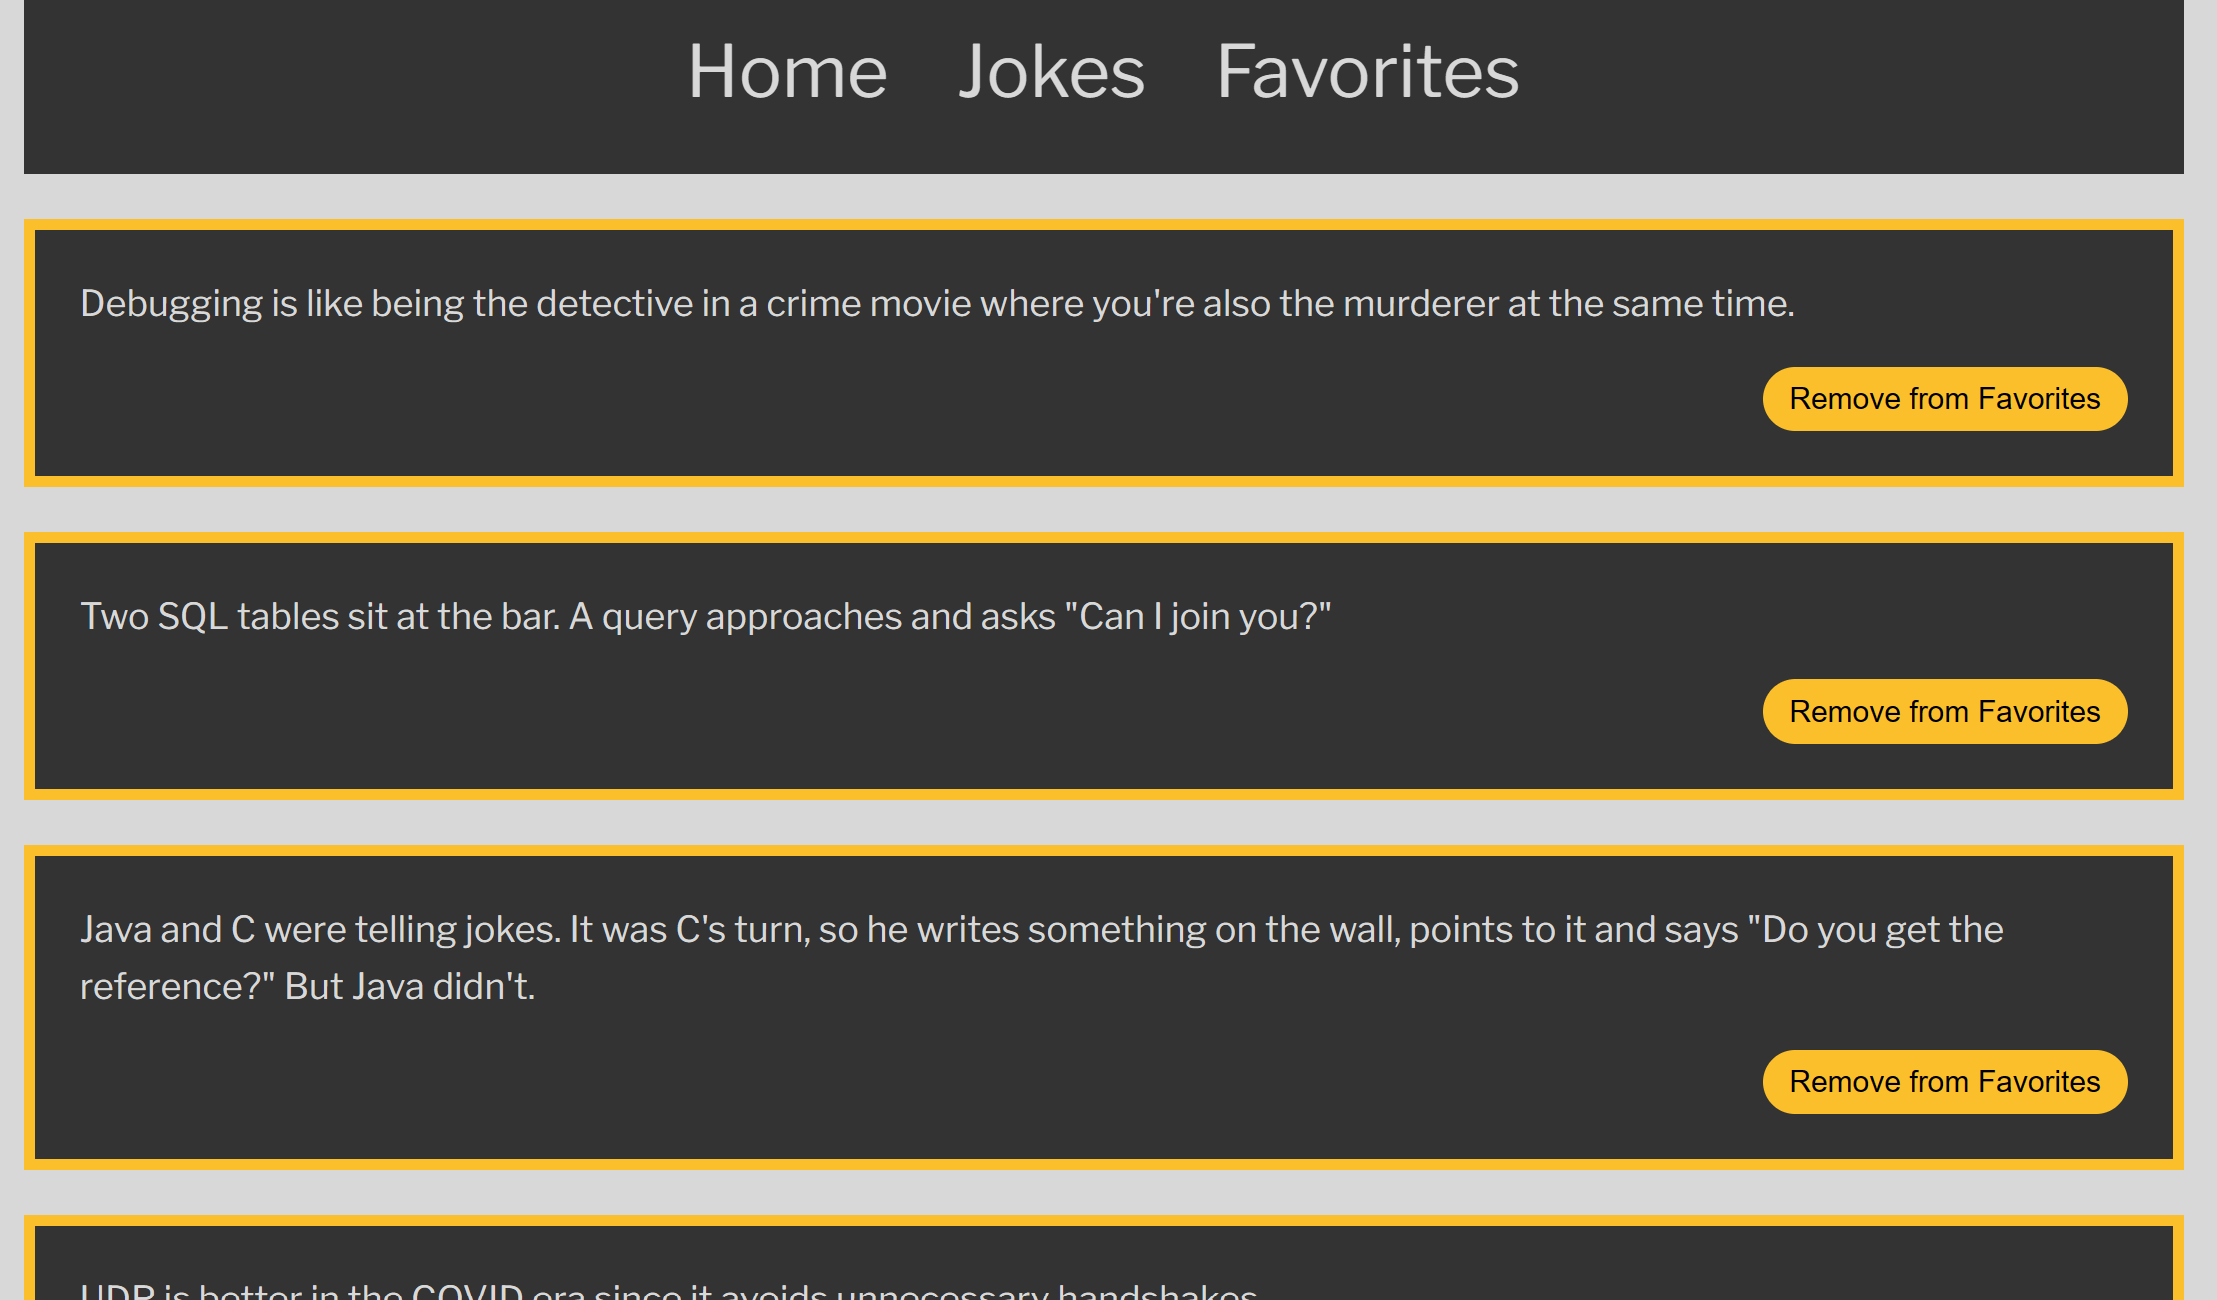 Home Jokes Favorites
Debugging is like being the detective in a crime movie where you're also the murderer at the same time.
Remove from Favorites
Two SQL tables sit at the bar. A query approaches and asks "Can I join you?"
Remove from Favorites
Java and C were telling jokes. It was C's turn, so he writes something on the wall, points to it and says "Do you get the
reference?" But Java didn't.
Remove from Favorites
UDP is better in the COVID era since it avoids unnecessary handshakes.